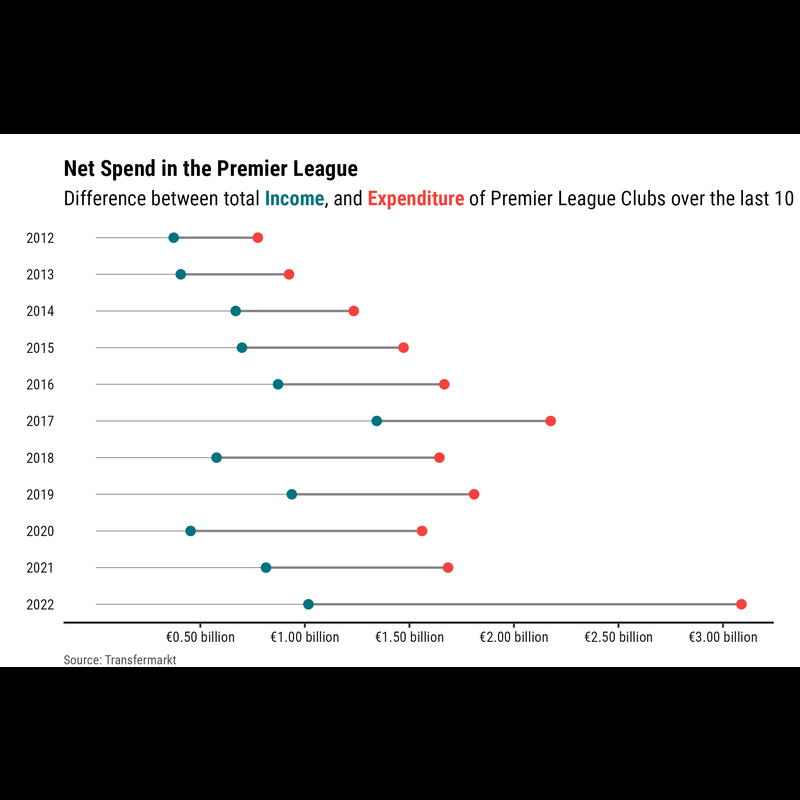 Net Spend in the Premier League
Difference between total Income, and Expenditure of Premier League Clubs over the last 10
2012
2013
2014
2015
2016
2017
2018
2019
2020
2021
2022
€0.50 billion €1.00 billion €1.50 billion €2.00 billion €2.50 billion €3.00 billion
Source: Transfermarkt